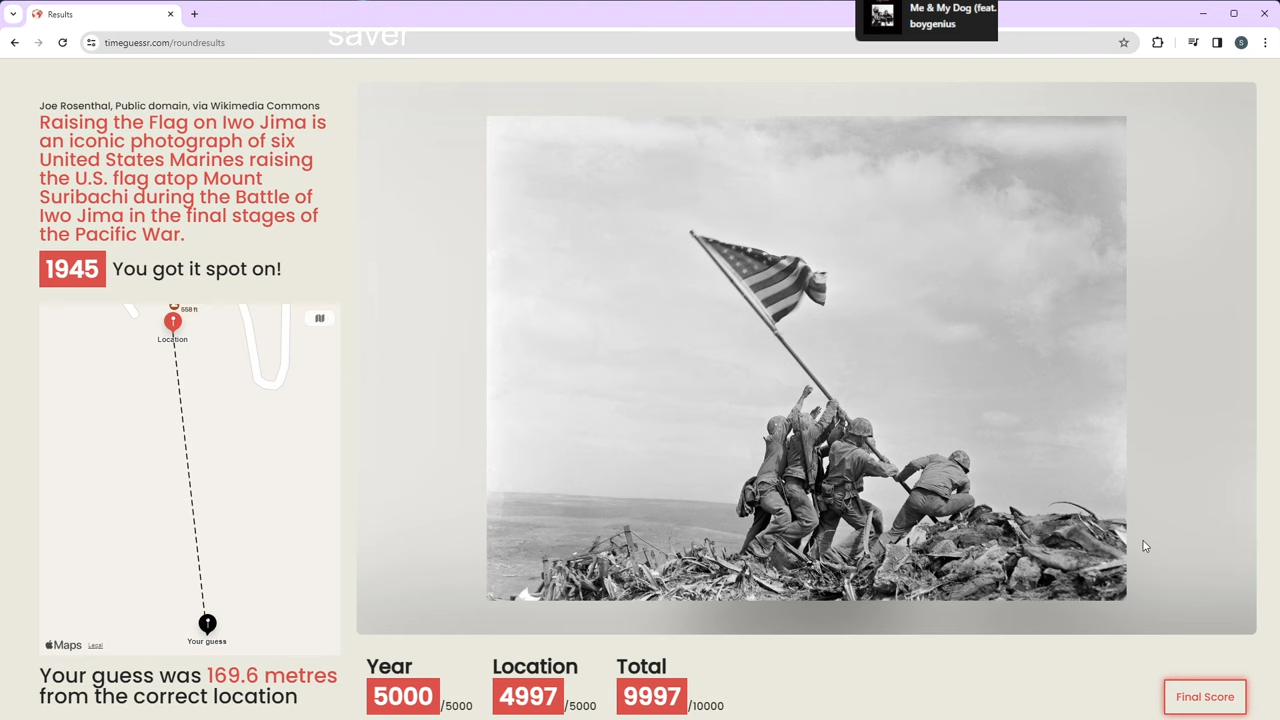 Results
Me & My Dog (feat.
boygenius
saver
timeguessr.com/roundresults
S
Joe Rosenthal, Public domain, via Wikimedia Commons
Raising the Flag on Iwo Jima is
an iconic photograph of six
United States Marines raising
the U.S. flag atop Mount
Suribachi during the Battle of
Iwo Jima in the final stages of
the Pacific War.
1945 You got it spot on!
558 ft
Location
Your guess
Maps Legal
Your guess was 169.6 metres
from the correct location
Year Location Total
5000/5000 4997/5000 9997/10000
Final Score